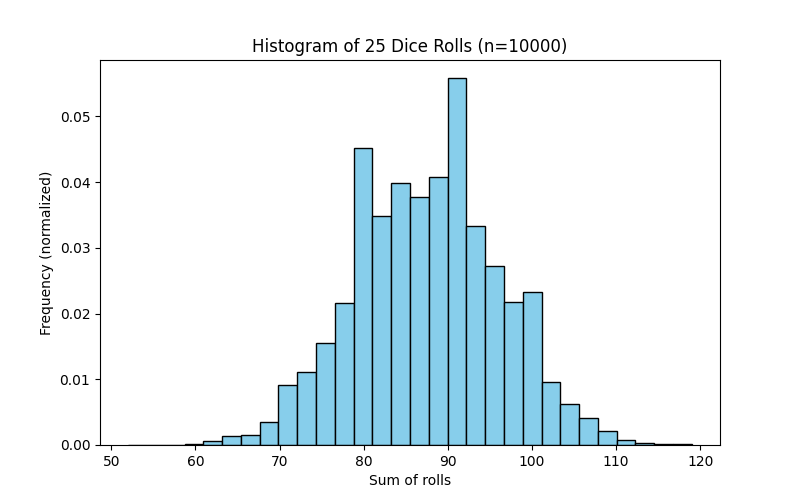 Histogram of 25 Dice Rolls (n=10000)
Frequency (normalized)
0.05
0.04
0.03
0.02
0.01
0.00
50 60 70 80 90 100 110 120
Sum of rolls